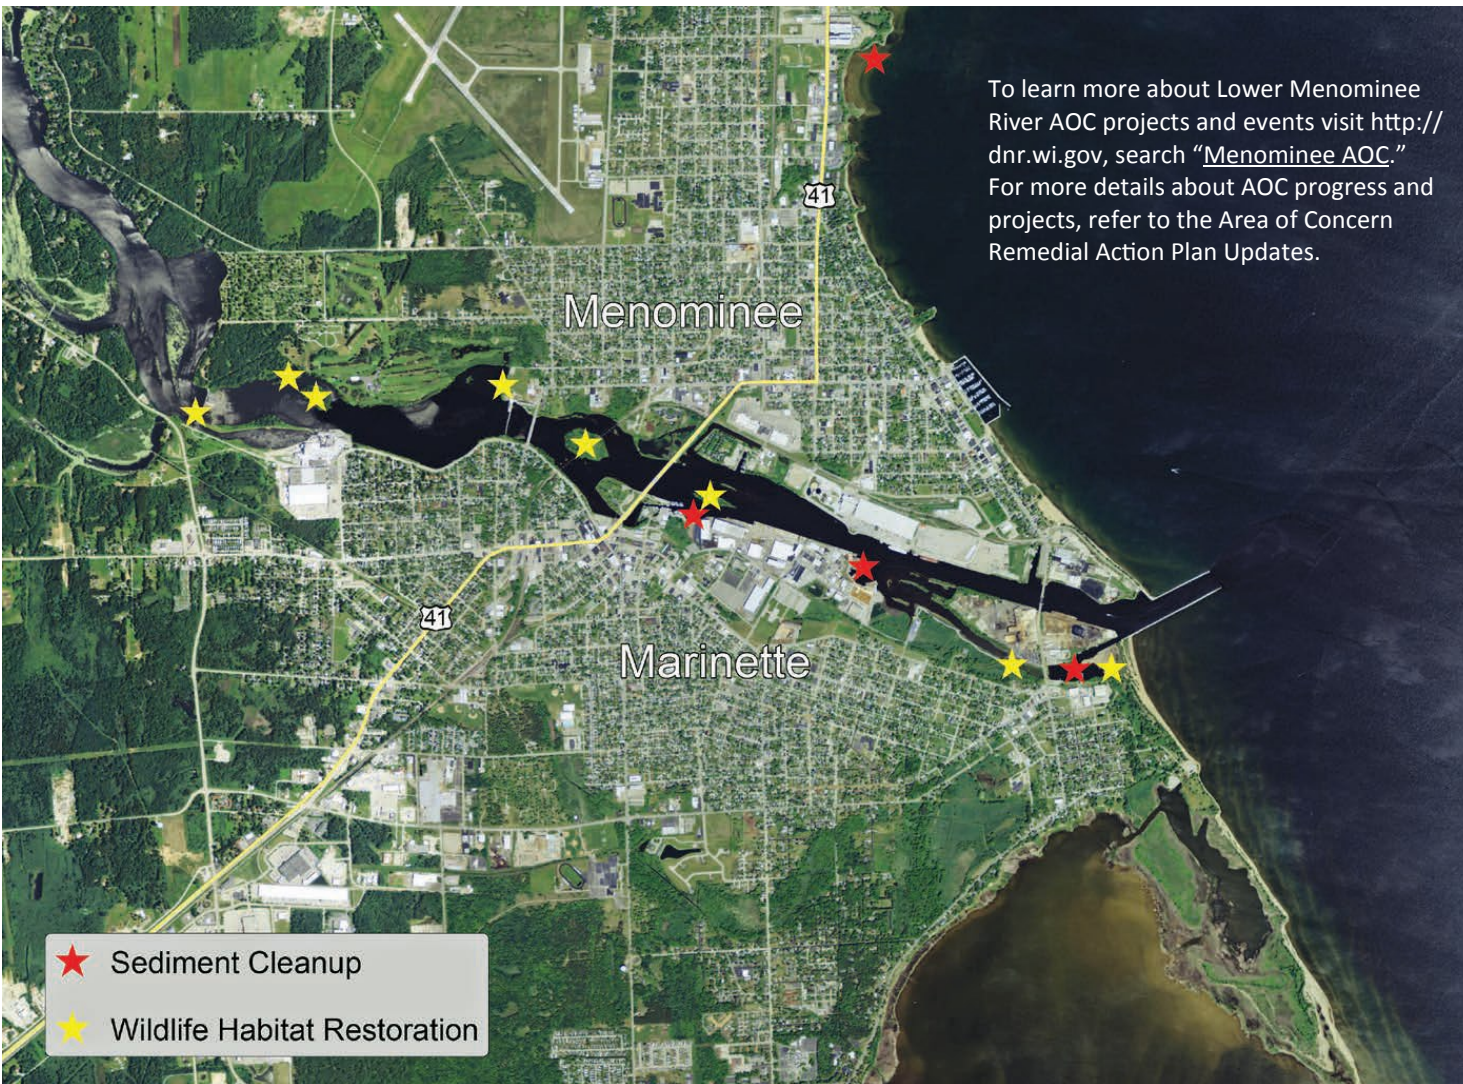 To learn more about Lower Menominee
River AOC projects and events visit http://
dnr.wi.gov, search “Menominee AOC.”
For more details about AOC progress and
projects, refer to the Area of Concern
Remedial Action Plan Updates.
41
Menominee
41
Marinette
Sediment Cleanup
Wildlife Habitat Restoration